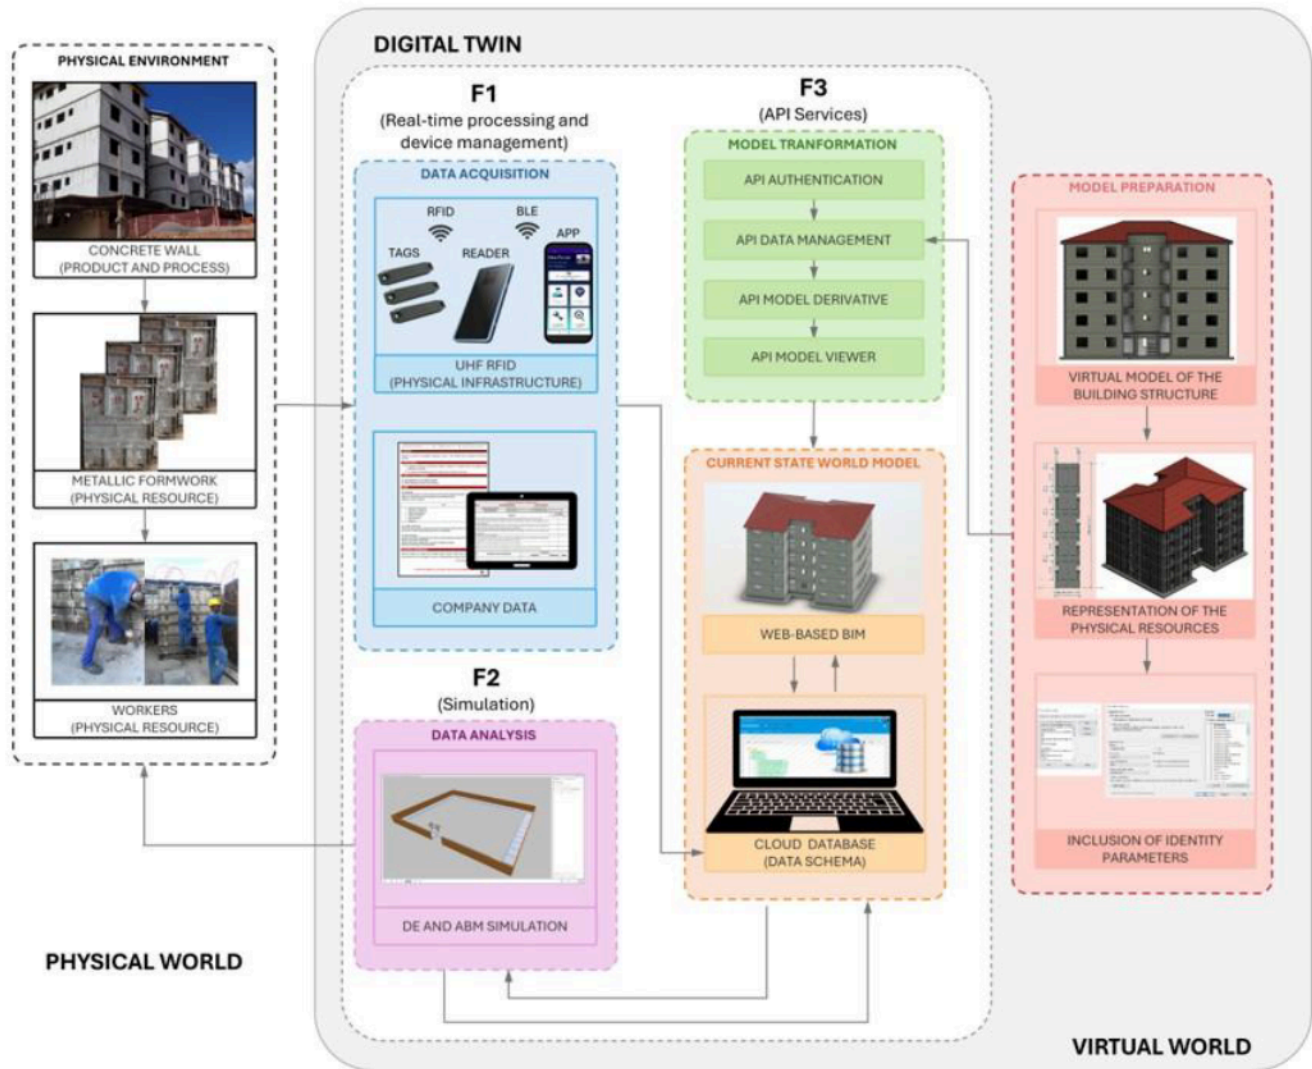 DIGITAL TWIN
PHYSICAL ENVIRONMENT
CONCRETE WALL
(PRODUCT AND PROCESS)
METALLIC FORMWORK
(PHYSICAL RESOURCE)
WORKERS
(PHYSICAL RESOURCE)
PHYSICAL WORLD
F1
(Real-time processing and
device management)
DATA ACQUISITION
RFID
BLE
TAGS
READER
APP
UHF RFID
(PHYSICAL INFRASTRUCTURE)
COMPANY DATA
F2
(Simulation)
DATA ANALYSIS
DE AND ABM SIMULATION
F3
(API Services)
MODEL TRANFORMATION
API AUTHENTICATION
API DATA MANAGEMENT
API MODEL DERIVATIVE
API MODEL VIEWER
CURRENT STATE WORLD MODEL
WEB-BASED BIM
CLOUD DATABASE
(DATA SCHEMA)
MODEL PREPARATION
VIRTUAL MODEL OF THE
BUILDING STRUCTURE
REPRESENTATION OF THE
PHYSICAL RESOURCES
INCLUSION OF IDENTITY
PARAMETERS
VIRTUAL WORLD